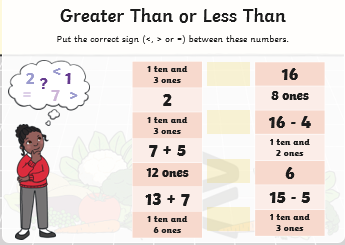 Greater Than or Less Than
Put the correct sign (<, > or =) between these numbers.
2 ? < 1
= 7 >
1 ten and
3 ones
16
2
8 ones
1 ten and
3 ones
16 - 4
7 + 5
1 ten and
2 ones
12 ones
6
13 + 7
15 - 5
1 ten and
6 ones
1 ten and
3 ones